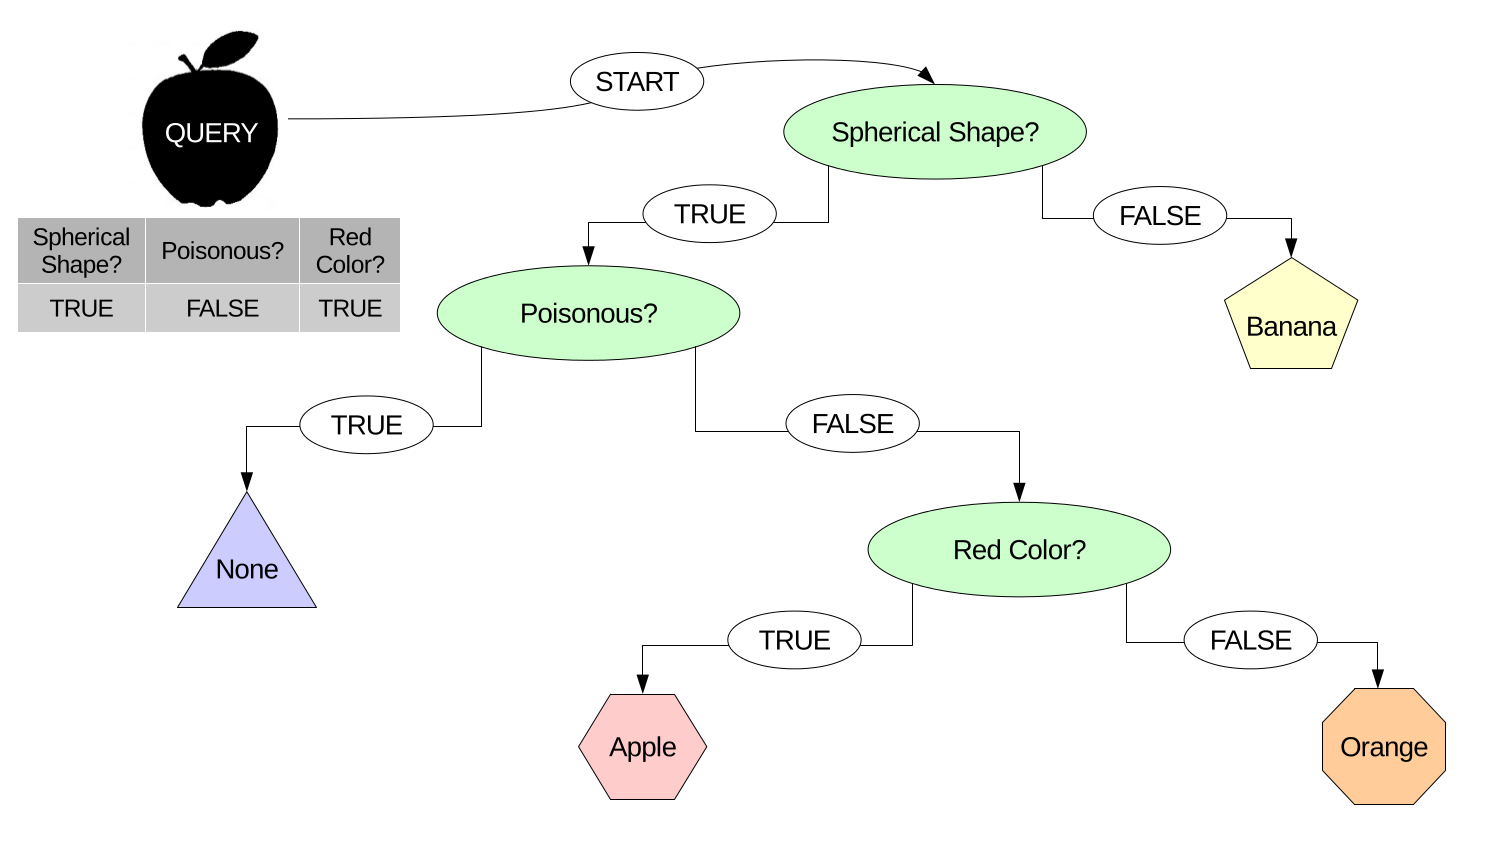 START
QUERY
Spherical Shape?
TRUE
FALSE
Spherical
Shape?
Poisonous?
Red
Color?
TRUE
FALSE
TRUE
Poisonous?
Banana
TRUE
FALSE
None
Red Color?
TRUE
FALSE
Apple
Orange